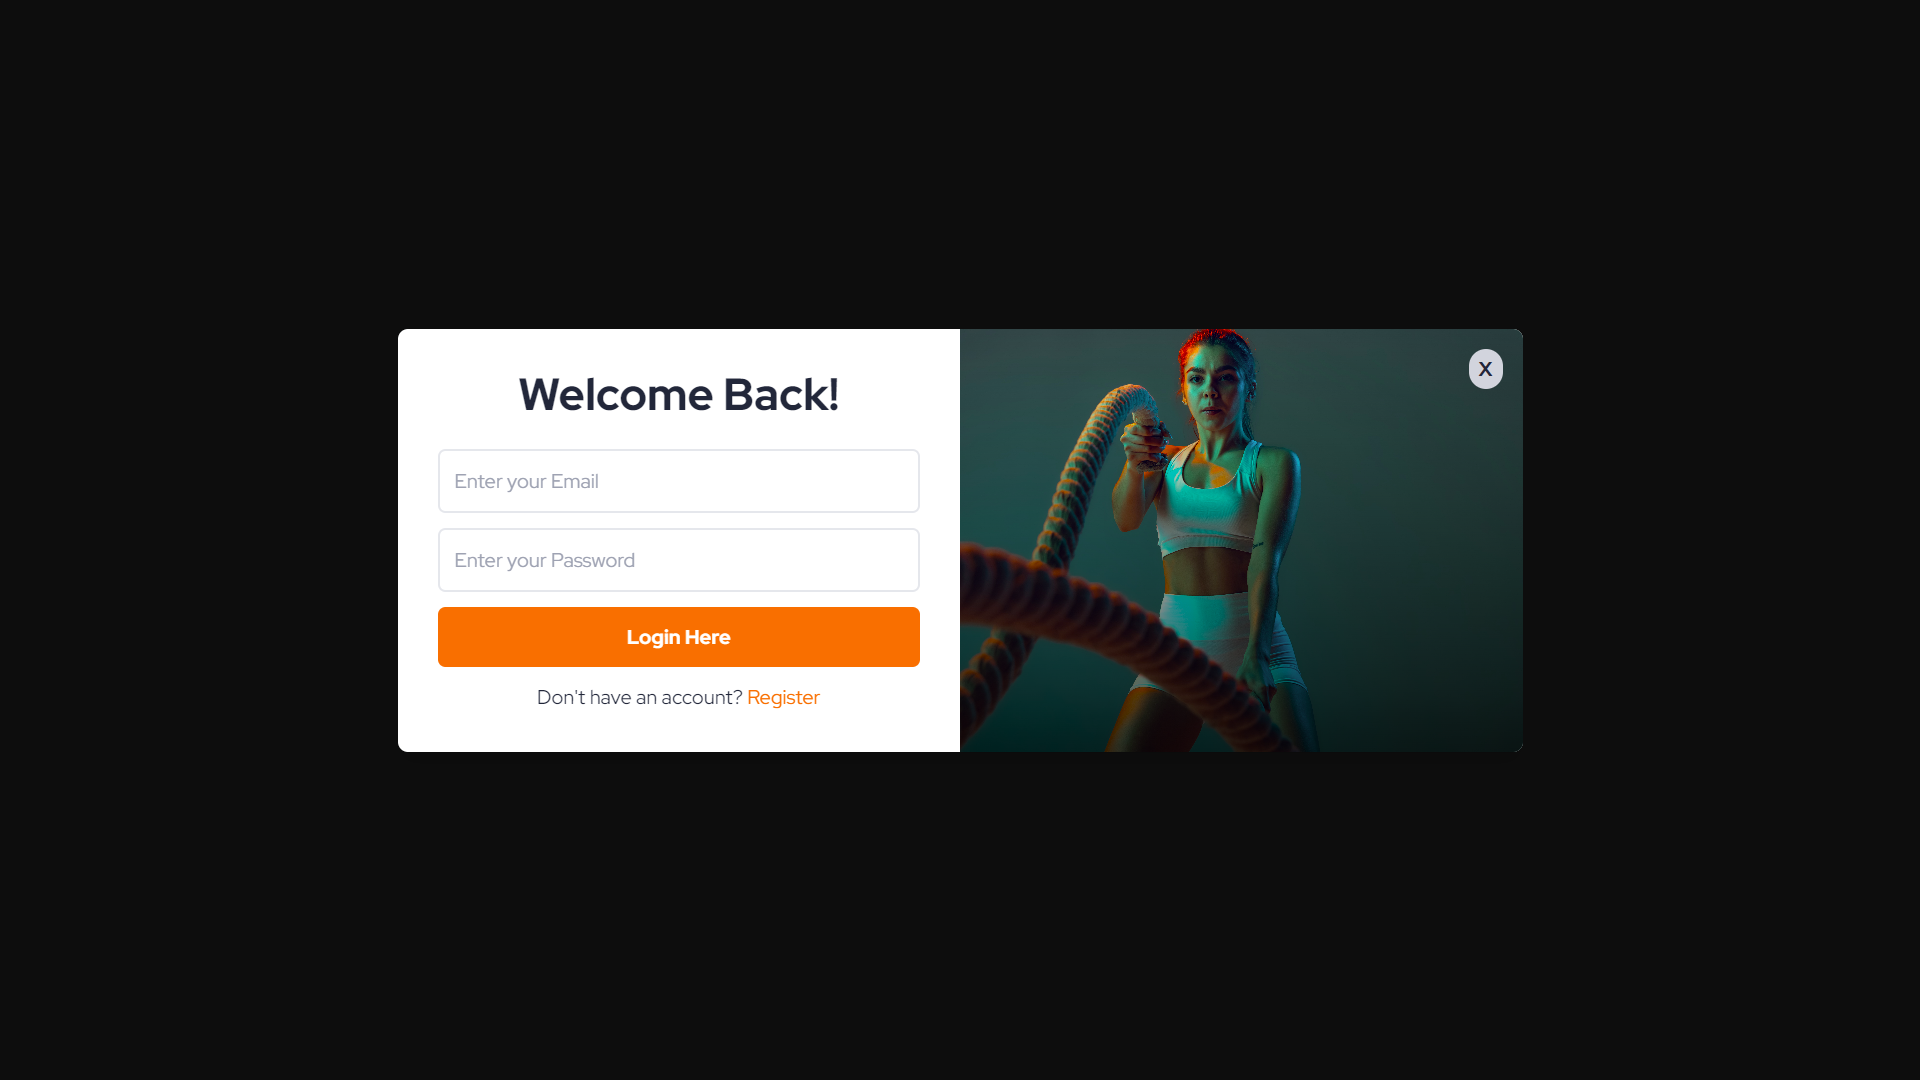 Welcome Back!
X
Enter your Email
Enter your Password
Login Here
Don't have an account? Register